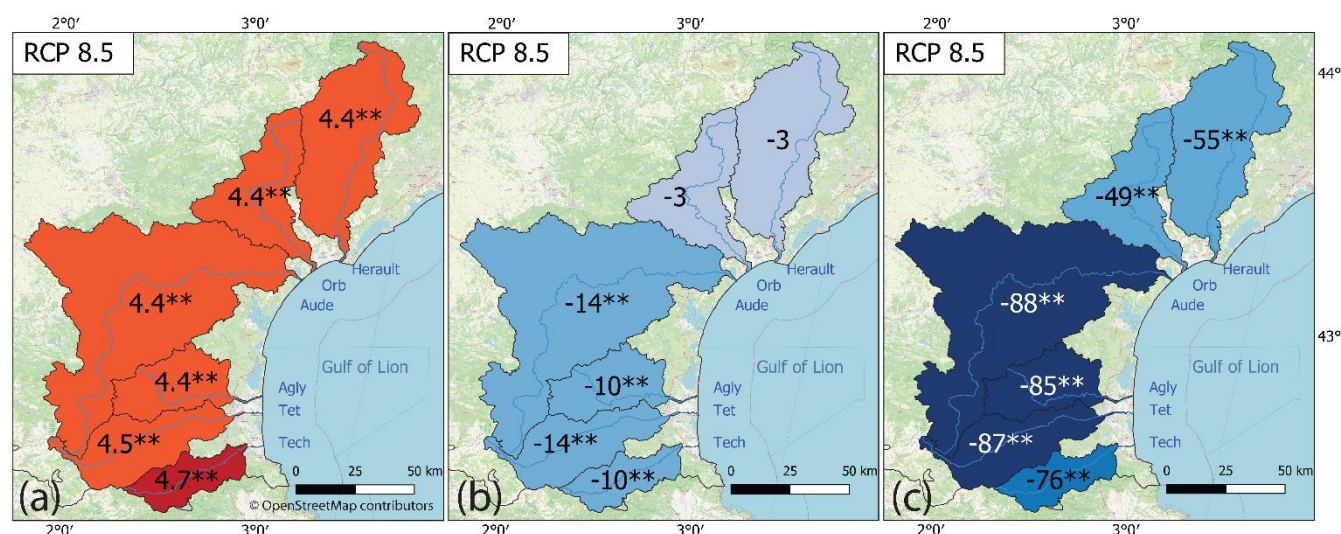 2°0′ 3°0′ 2°0′ 3°0′ 2°0′ 3°0′
RCP 8.5
4.4**
4.4**
4.4**
4.4**
4.5**
4.7**
Herault
Orb
Aude
Gulf of Lion
Agly
Tet
Tech
0 25 50 km
(a)
© OpenStreetMap contributors
RCP 8.5
-3
-3
-14**
-10**
-14**
-10**
Herault
Orb
Aude
Gulf of Lion
Agly
Tet
Tech
0 25 50 km
(b)
RCP 8.5
-55**
-49**
-88**
-85**
-87**
-76**
Herault
Orb
Aude
Gulf of Lion
Agly
Tet
Tech
0 25 50 km
(c)
44°
43°
2°0′ 3°0′ 2°0′ 3°0′ 2°0′ 3°0′